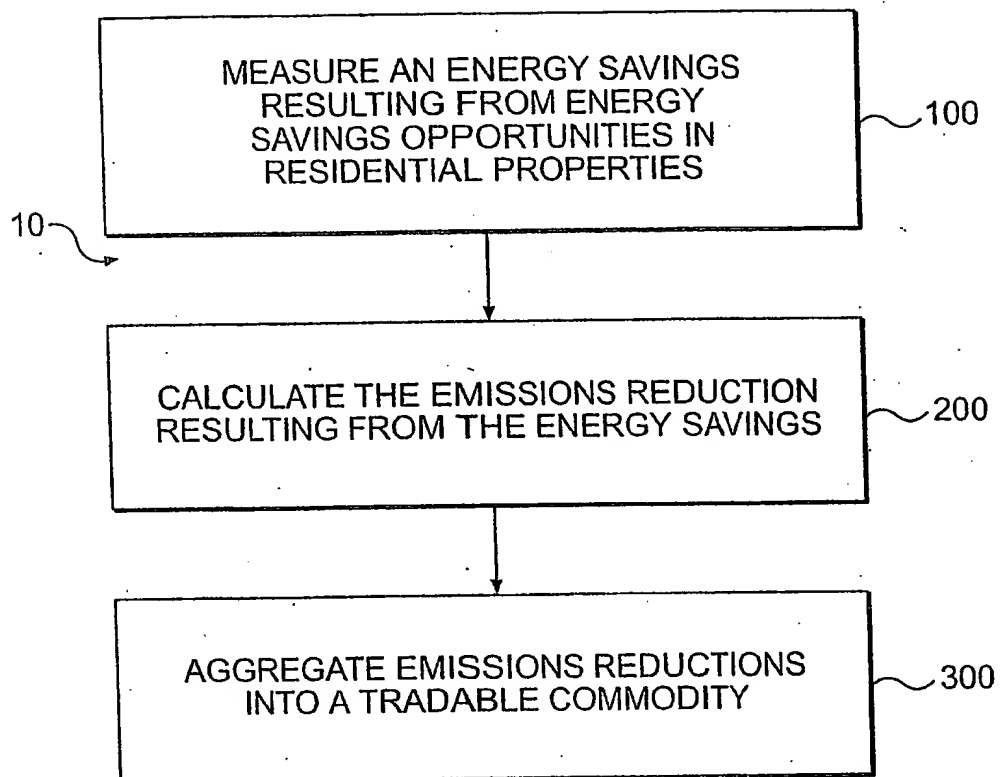 MEASURE AN ENERGY SAVINGS
RESULTING FROM ENERGY
SAVINGS OPPORTUNITIES IN
RESIDENTIAL PROPERTIES
100
10
CALCULATE THE EMISSIONS REDUCTION
RESULTING FROM THE ENERGY SAVINGS
200
AGGREGATE EMISSIONS REDUCTIONS
INTO A TRADABLE COMMODITY
300